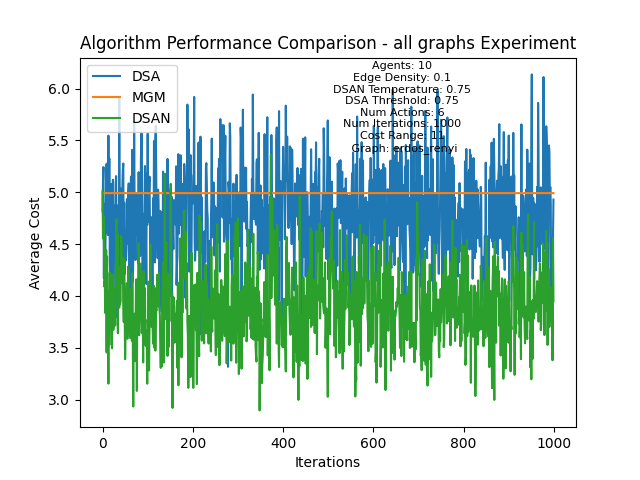 Algorithm Performance Comparison - all graphs Experiment
DSA
MGM
DSAN
Agents: 10
Edge Density: 0.1
DSAN Temperature: 0.75
DSA Threshold: 0.75
Num Actions: 6
Num Iterations: 1000
Cost Range: 11
Graph: erdos_renyi
Average Cost
6.0
5.5
5.0
4.5
4.0
3.5
3.0
0
200
400
600
800
1000
Iterations